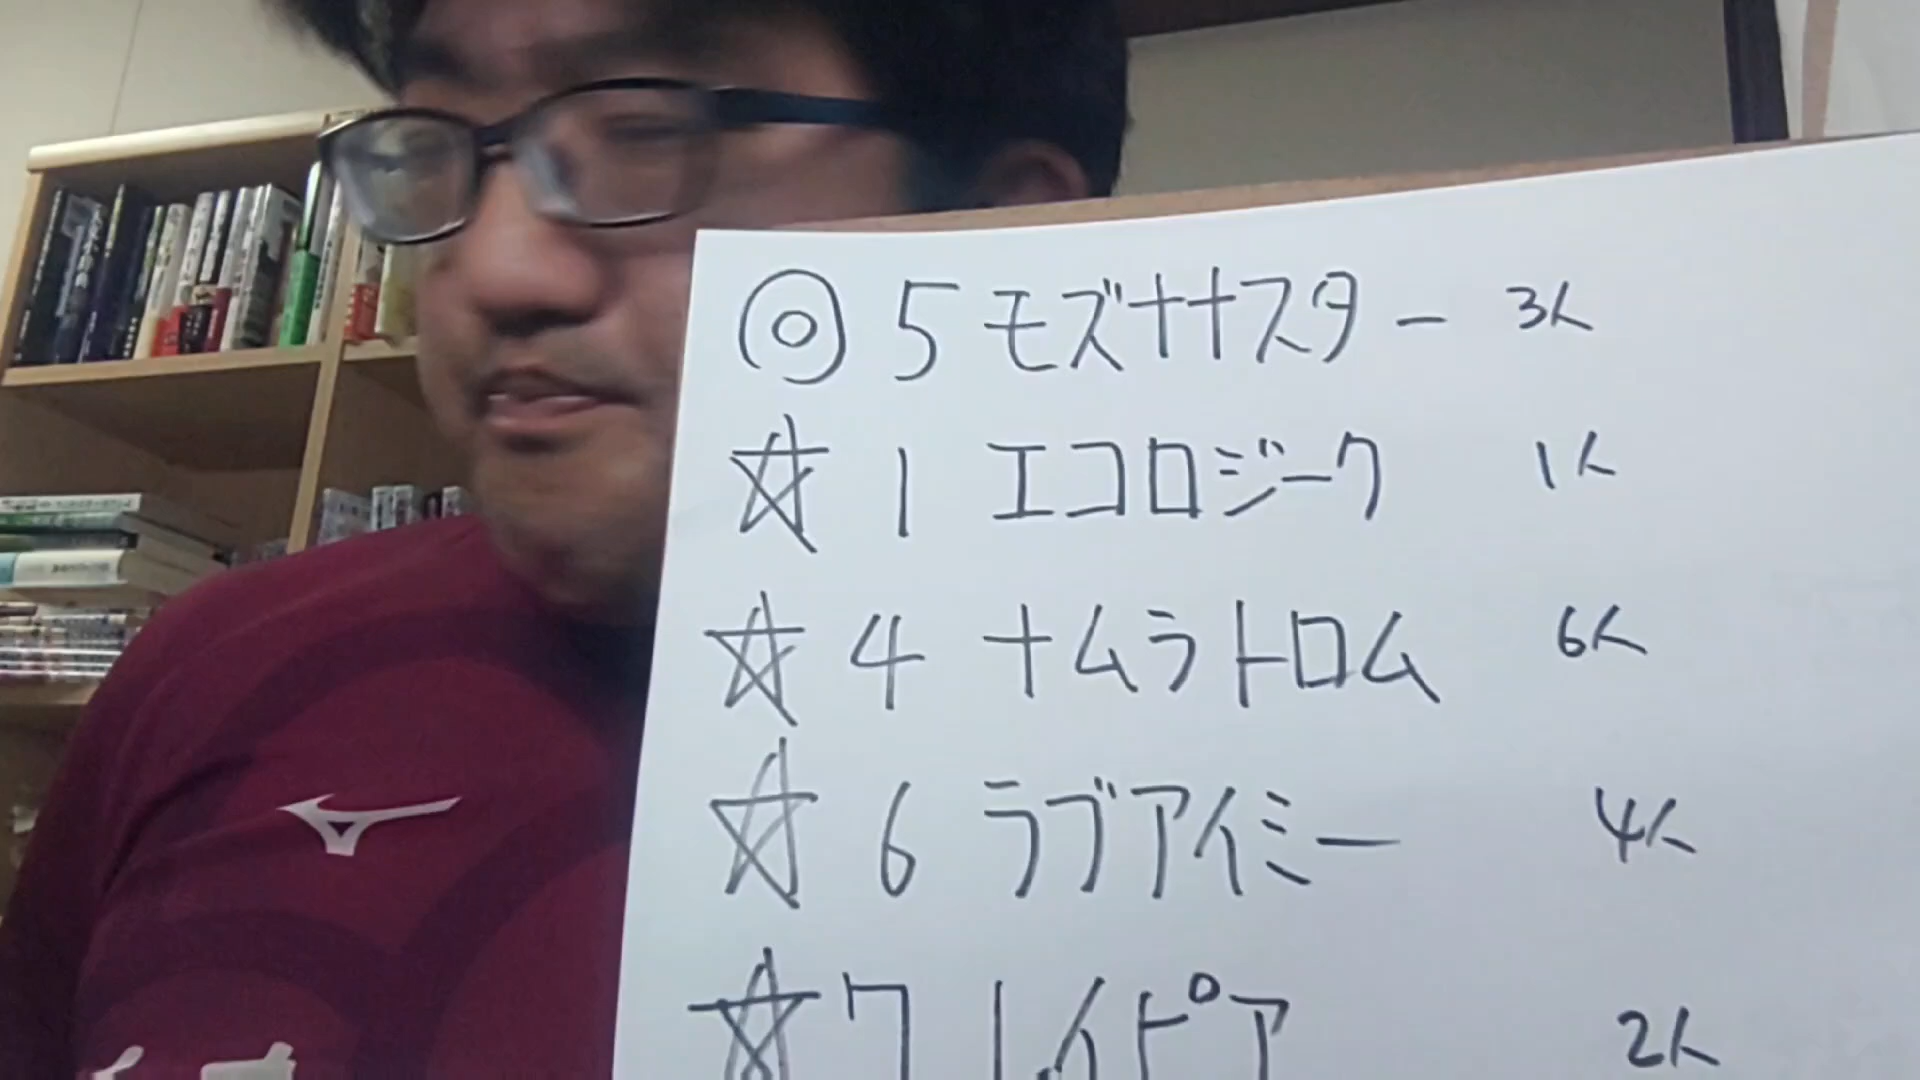 ◎ 5 モズナナスター 3人
☆ 1 エコロジーク 1人
☆ 4 ナムラトロム 6人
☆ 6 ラブアイミー 4人
☆ 7 レイピア 2人